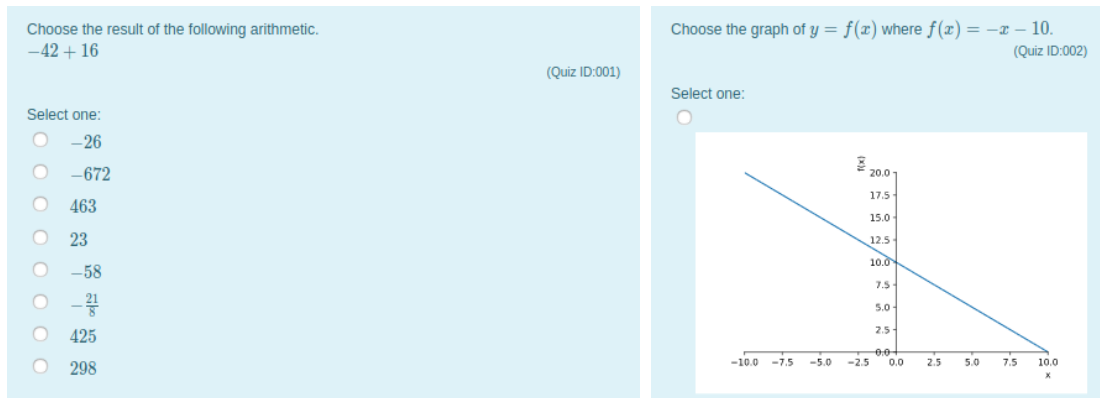 Choose the result of the following arithmetic.
−42 + 16
(Quiz ID:001)
Select one:
−26
−672
463
23
−58
−21/8
425
298
Choose the graph of y = f(x) where f(x) = −x − 10.
(Quiz ID:002)
Select one:
f(x)
20.0
17.5
15.0
12.5
10.0
7.5
5.0
2.5
0.0
−10.0 −7.5 −5.0 −2.5 0.0 2.5 5.0 7.5 10.0
x